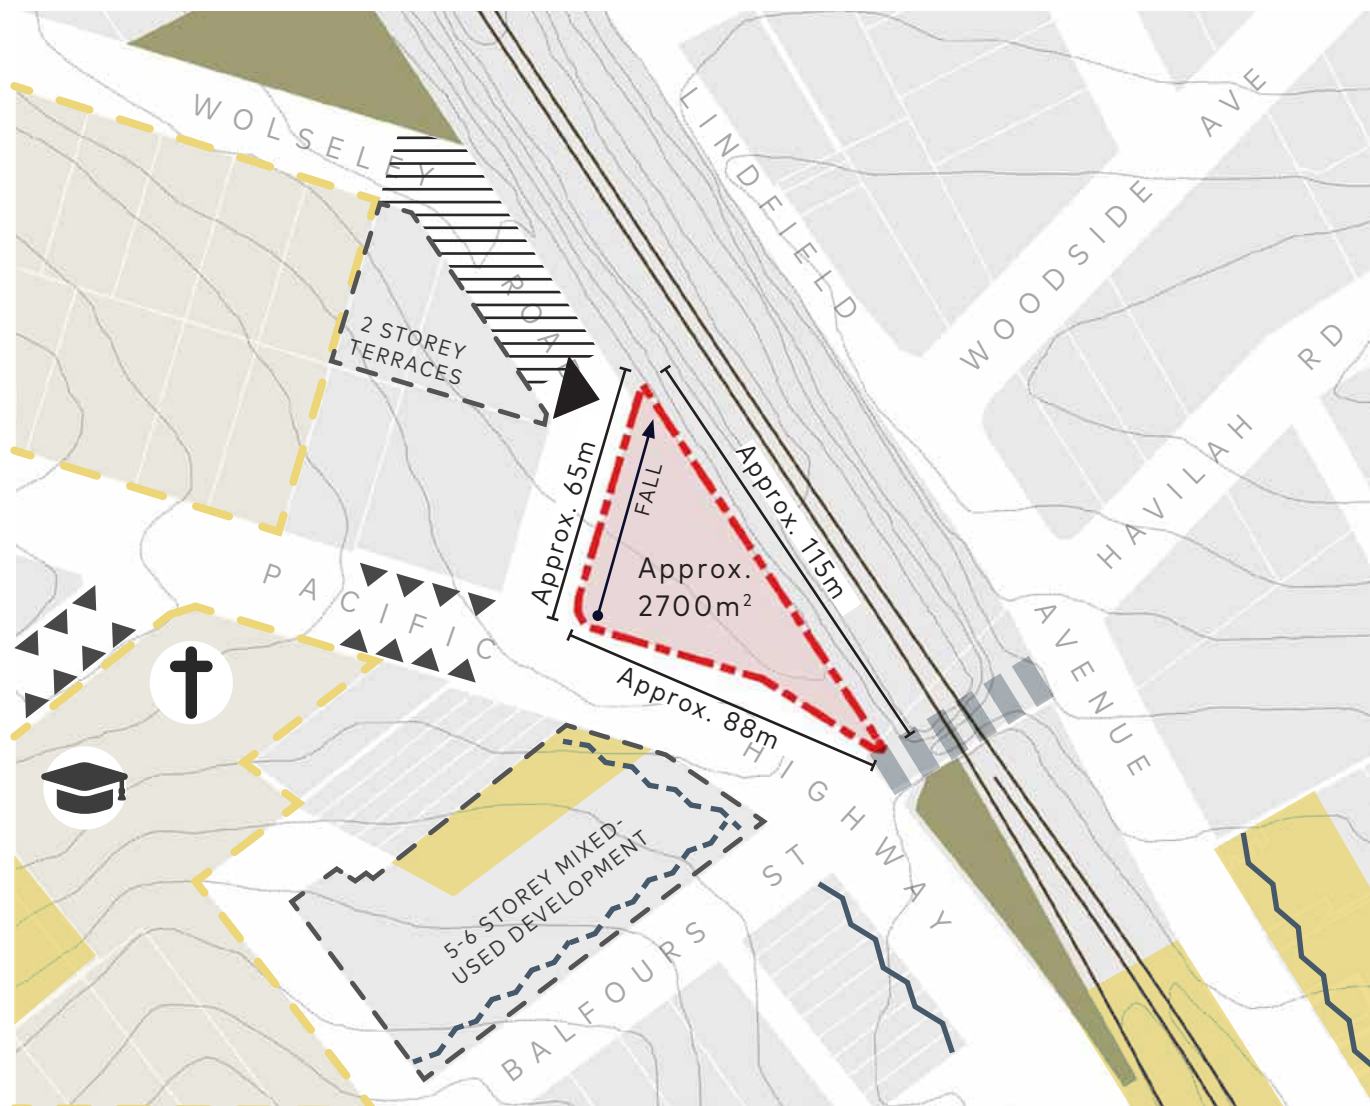 WOLSEY ROAD
LINDFIELD AVENUE
WOODSIDE AVE
HAVILAH RD
2 STOREY
TERRACES
Approx. 65m
FALL
Approx. 115m
Approx.
2700m²
PACIFIC HIGHWAY
Approx. 88m
5-6 STOREY MIXED-
USED DEVELOPMENT
BALFOURS ST